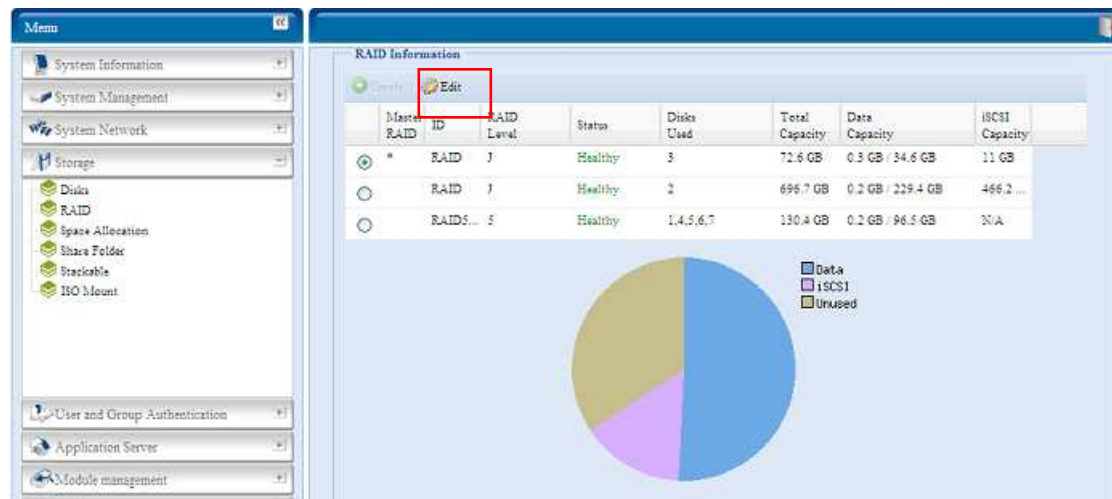 Menu
System Information
System Management
System Network
Storage
Disks
RAID
Space Allocation
Share Folder
Stackable
ISO Mount
User and Group Authentication
Application Server
Module management
RAID Information
Create Edit
Master RAID ID RAID Level Status Disks Used Total Capacity Data Capacity iSCSI Capacity
* RAID J Healthy 3 72.6 GB 0.3 GB / 34.6 GB 11 GB
RAID J Healthy 2 696.7 GB 0.2 GB / 229.4 GB 466.2 ...
RAID5... 5 Healthy 1,4,5,6,7 130.4 GB 0.2 GB / 96.5 GB N/A
Data
iSCSI
Unused